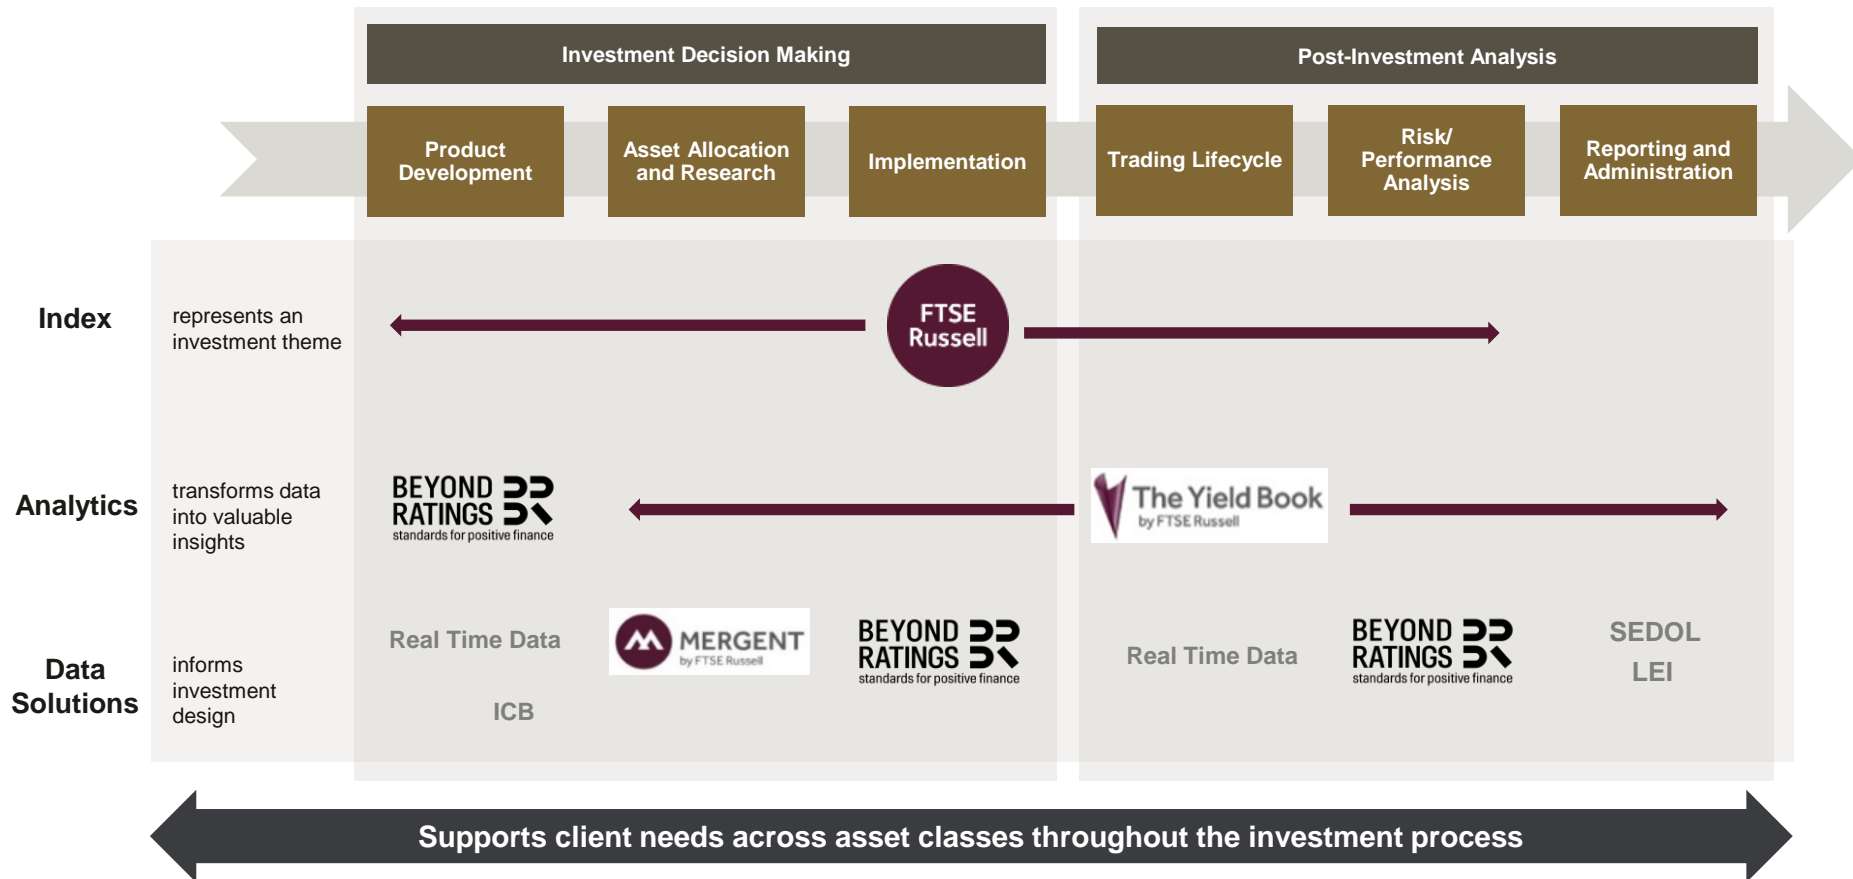 Investment Decision Making
Post-Investment Analysis
Product
Development
Asset Allocation
and Research
Implementation
Trading Lifecycle
Risk/
Performance
Analysis
Reporting and
Administration
Index
represents an
investment theme
FTSE
Russell
Analytics
transforms data
into valuable
insights
BEYOND
RATINGS
standards for positive finance
The Yield Book
by FTSE Russell
Data
Solutions
informs
investment
design
Real Time Data
ICB
MERGENT
by FTSE Russell
BEYOND
RATINGS
standards for positive finance
Real Time Data
BEYOND
RATINGS
standards for positive finance
SEDOL
LEI
Supports client needs across asset classes throughout the investment process